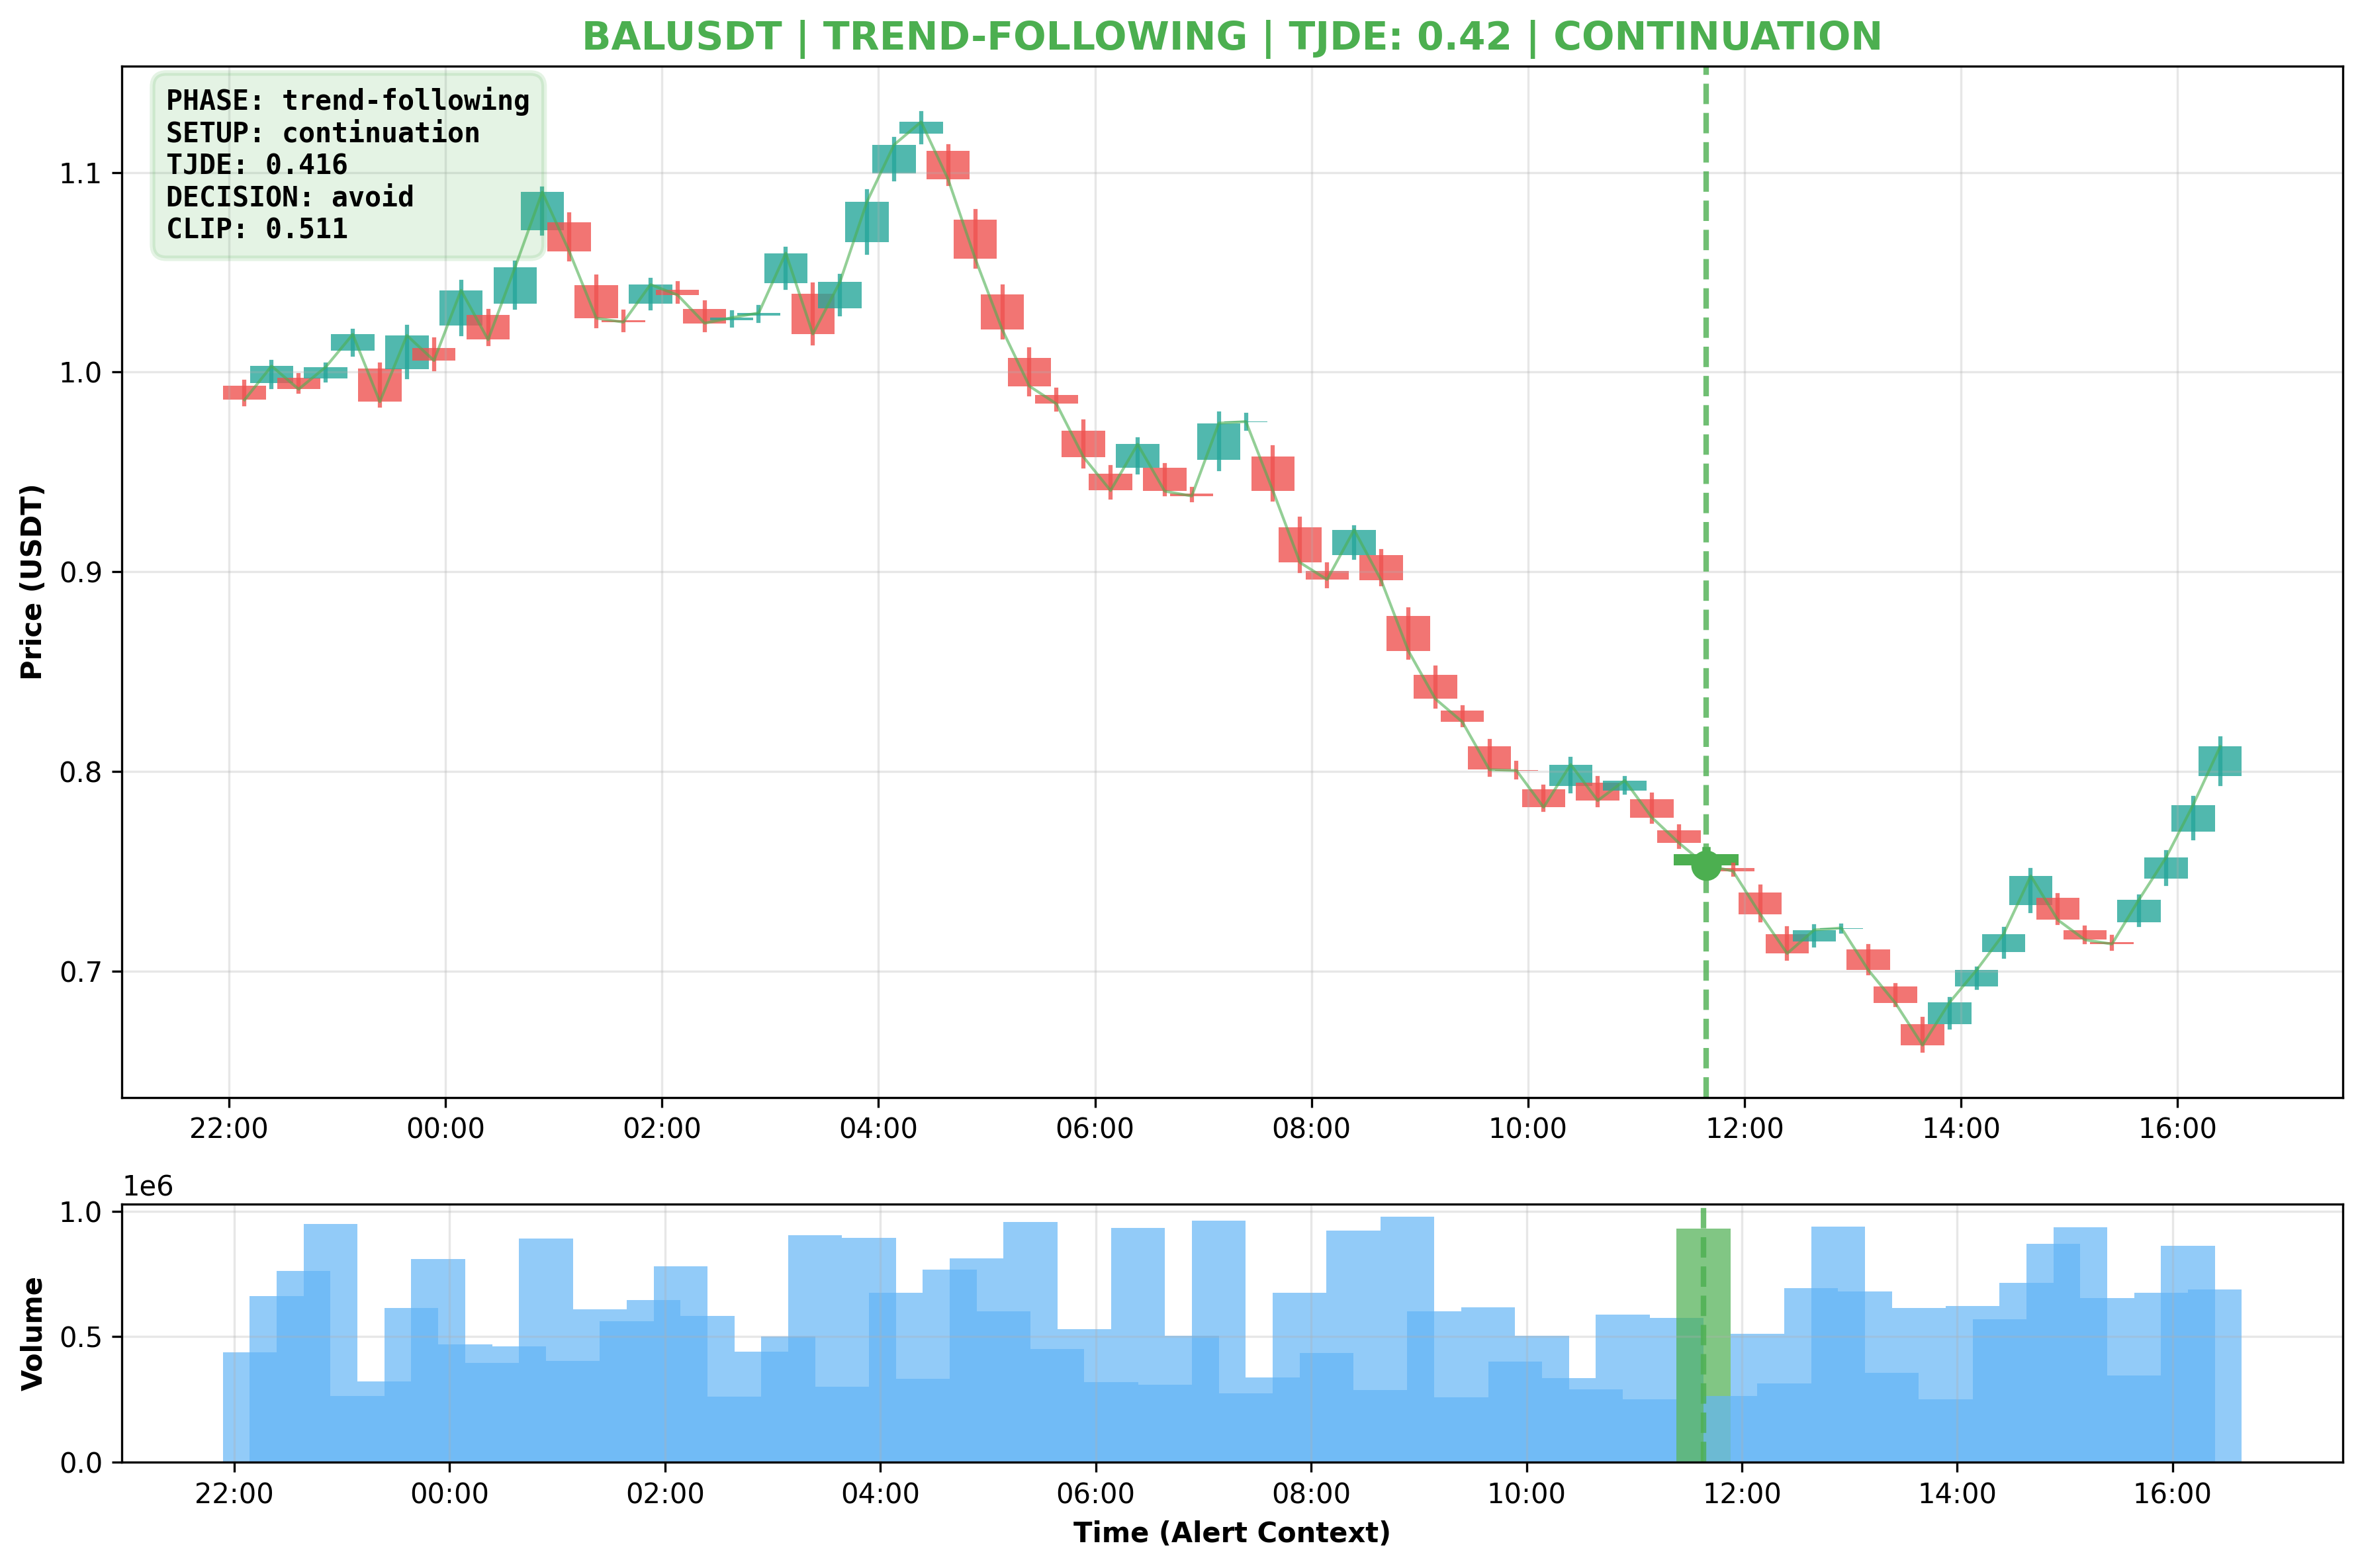 BALUSDT | TREND-FOLLOWING | TJDE: 0.42 | CONTINUATION
PHASE: trend-following
SETUP: continuation
TJDE: 0.416
DECISION: avoid
CLIP: 0.511
Price (USDT)
1.1
1.0
0.9
0.8
0.7
22:00 00:00 02:00 04:00 06:00 08:00 10:00 12:00 14:00 16:00
1e6
Volume
1.0
0.5
0.0
22:00 00:00 02:00 04:00 06:00 08:00 10:00 12:00 14:00 16:00
Time (Alert Context)